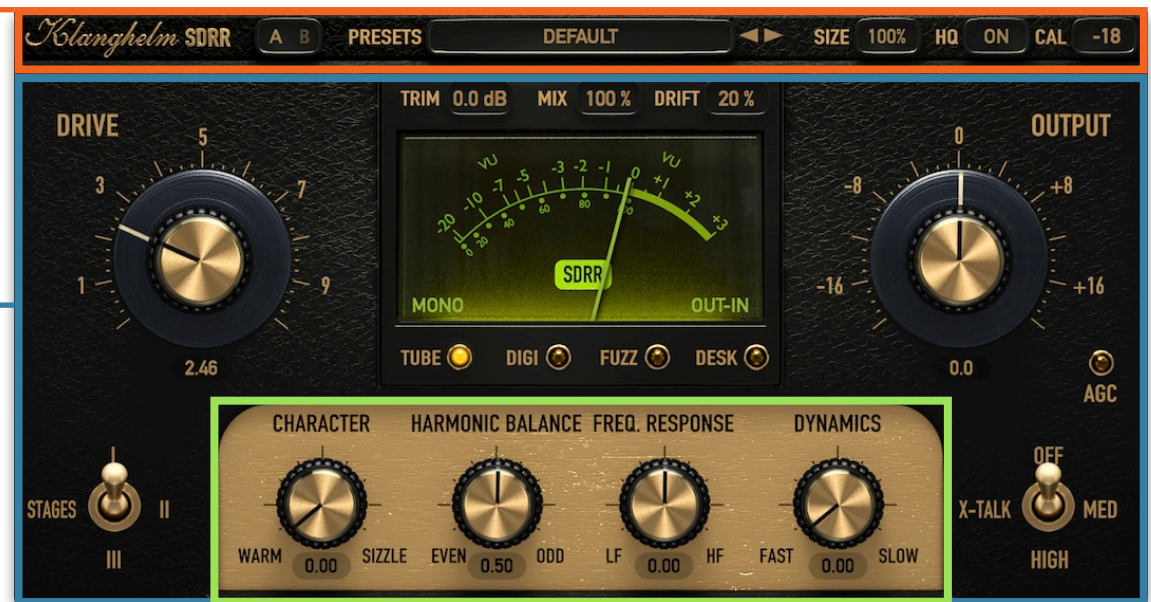 Klanghelm SDRR A B PRESETS DEFAULT SIZE 100% HQ ON CAL -18
TRIM 0.0 dB MIX 100 % DRIFT 20 %
DRIVE
1 3 5 7 9
2.46
VU VU
-20 -10 -7 -5 -3 -2 -1 0 +1 +2 +3
0 20 40 60 80 100
SDRR
MONO OUT-IN
TUBE DIGI FUZZ DESK
OUTPUT
-16 -8 0 +8 +16
0.0
AGC
STAGES I II III
CHARACTER HARMONIC BALANCE FREQ. RESPONSE DYNAMICS
WARM 0.00 SIZZLE EVEN 0.50 ODD LF 0.00 HF FAST 0.00 SLOW
OFF
X-TALK MED
HIGH